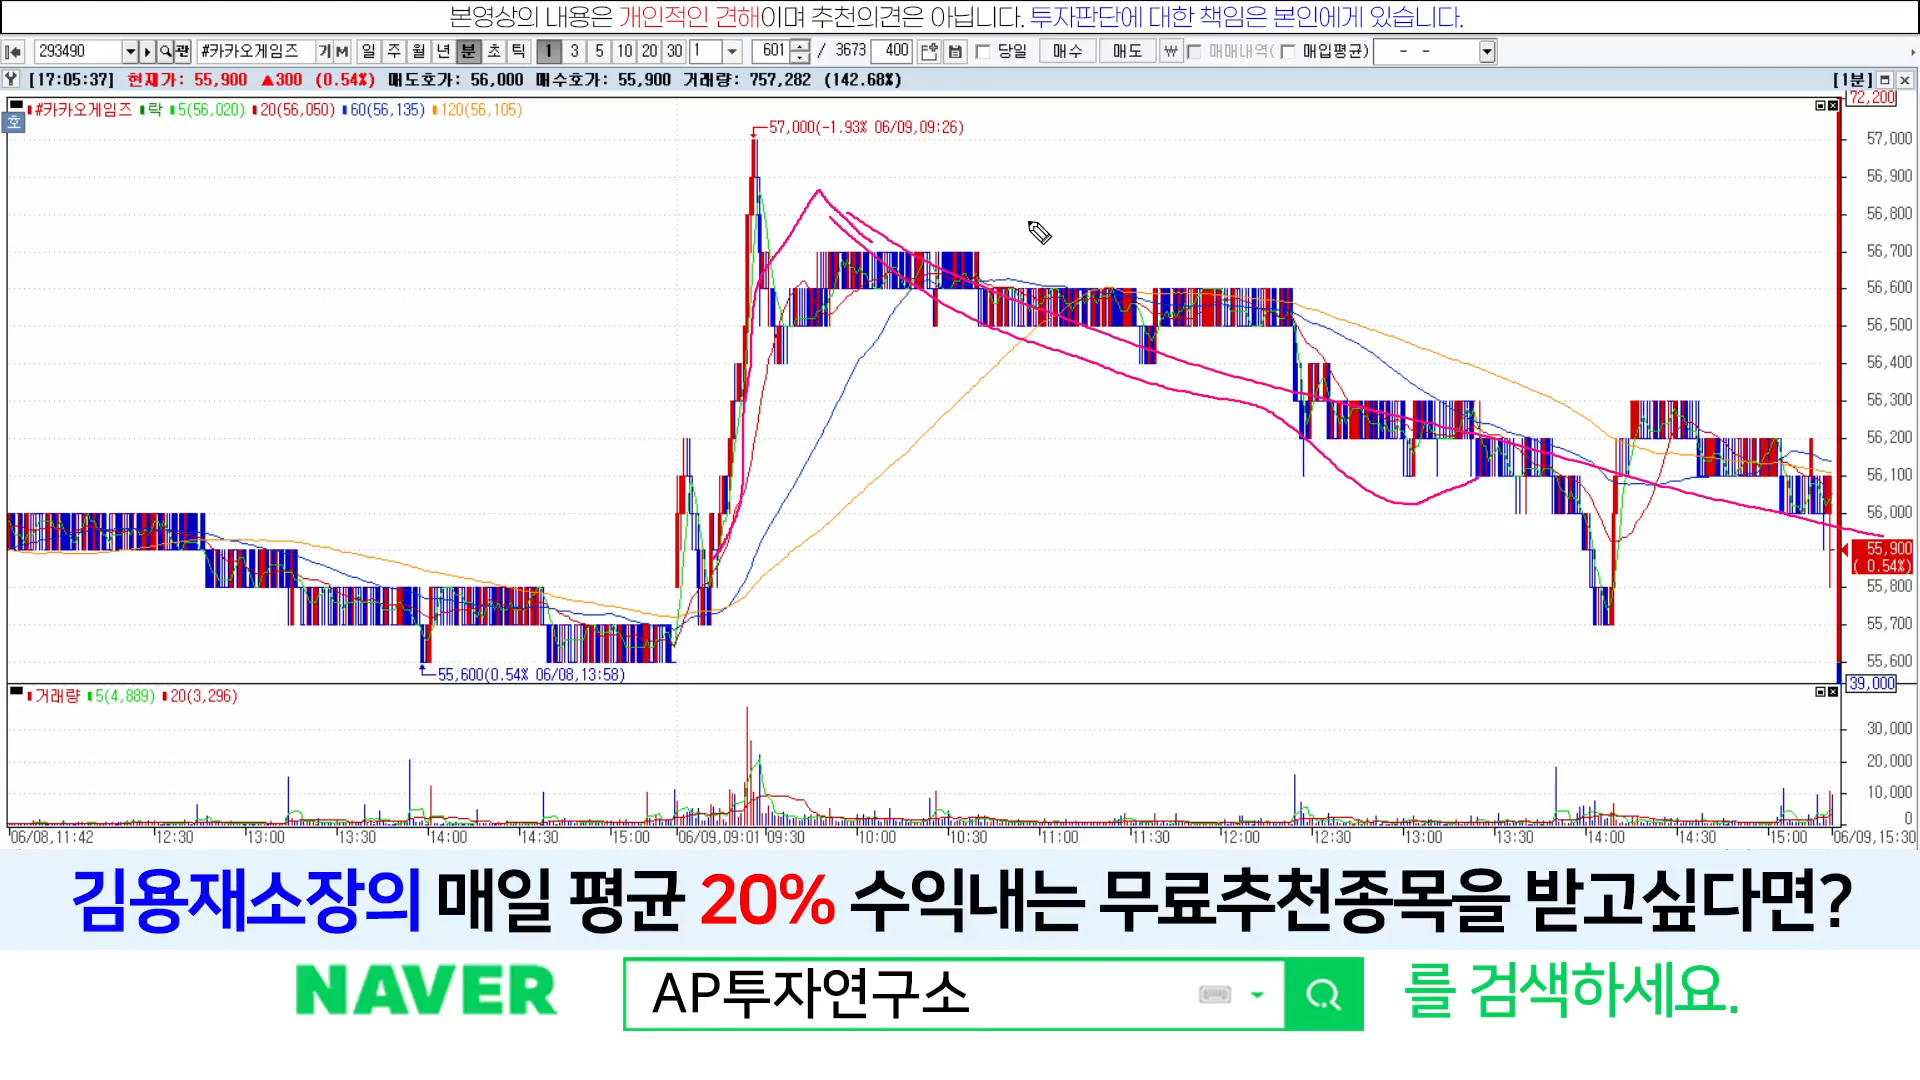 본영상의 내용은 개인적인 견해이며 추천의견은 아닙니다. 투자판단에 대한 책임은 본인에게 있습니다.
293490 관 #카카오게임즈 기 M 일 주 월 년 분 초 틱 1 3 5 10 20 30 1 601 / 3673 400 당일 매수 매도 ₩ 매매내역( 매입평균) - -
[17:05:37] 현재가: 55,900 ▲300 (0.54%) 매도호가: 56,000 매수호가: 55,900 거래량: 757,282 (142.68%) [1분]
#카카오게임즈 락 5(56,020) 20(56,050) 60(56,135) 120(56,105)
호
72,200
57,000(-1.93% 06/09,09:26)
57,000
56,900
56,800
56,700
56,600
56,500
56,400
56,300
56,200
56,100
56,000
55,900
( 0.54%)
55,800
55,700
55,600
55,600(0.54% 06/08,13:58)
39,000
거래량 5(4,889) 20(3,296)
30,000
20,000
10,000
0
06/08,11:42 12:30 13:00 13:30 14:00 14:30 15:00 06/09,09:01 09:30 10:00 10:30 11:00 11:30 12:00 12:30 13:00 13:30 14:00 14:30 15:00 06/09,15:30
김용재소장의 매일 평균 20% 수익내는 무료추천종목을 받고싶다면?
NAVER AP투자연구소 를 검색하세요.